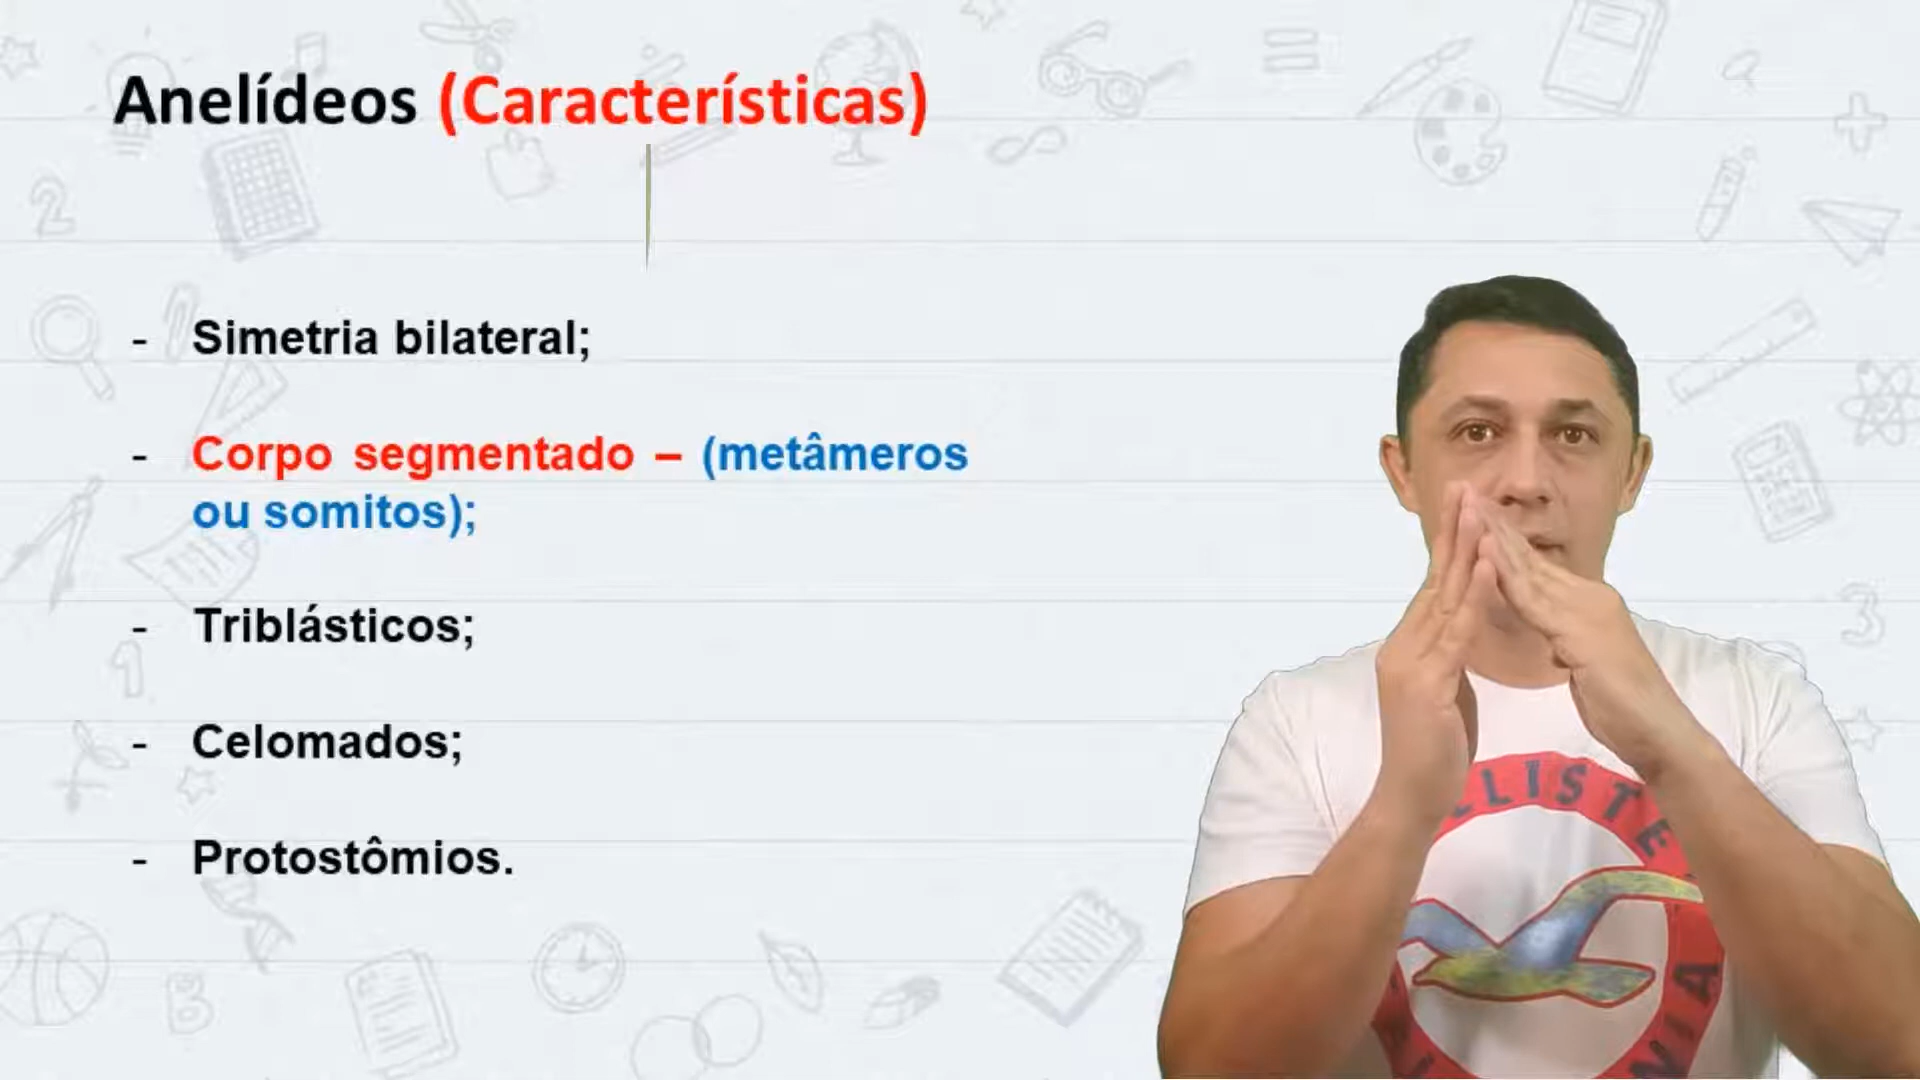 Anelídeos (Características)
- Simetria bilateral;
- Corpo segmentado – (metâmeros
ou somitos);
- Triblásticos;
- Celomados;
- Protostômios.